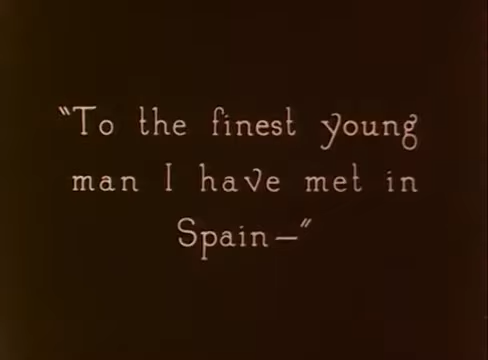 "To the finest young
man I have met in
Spain—"